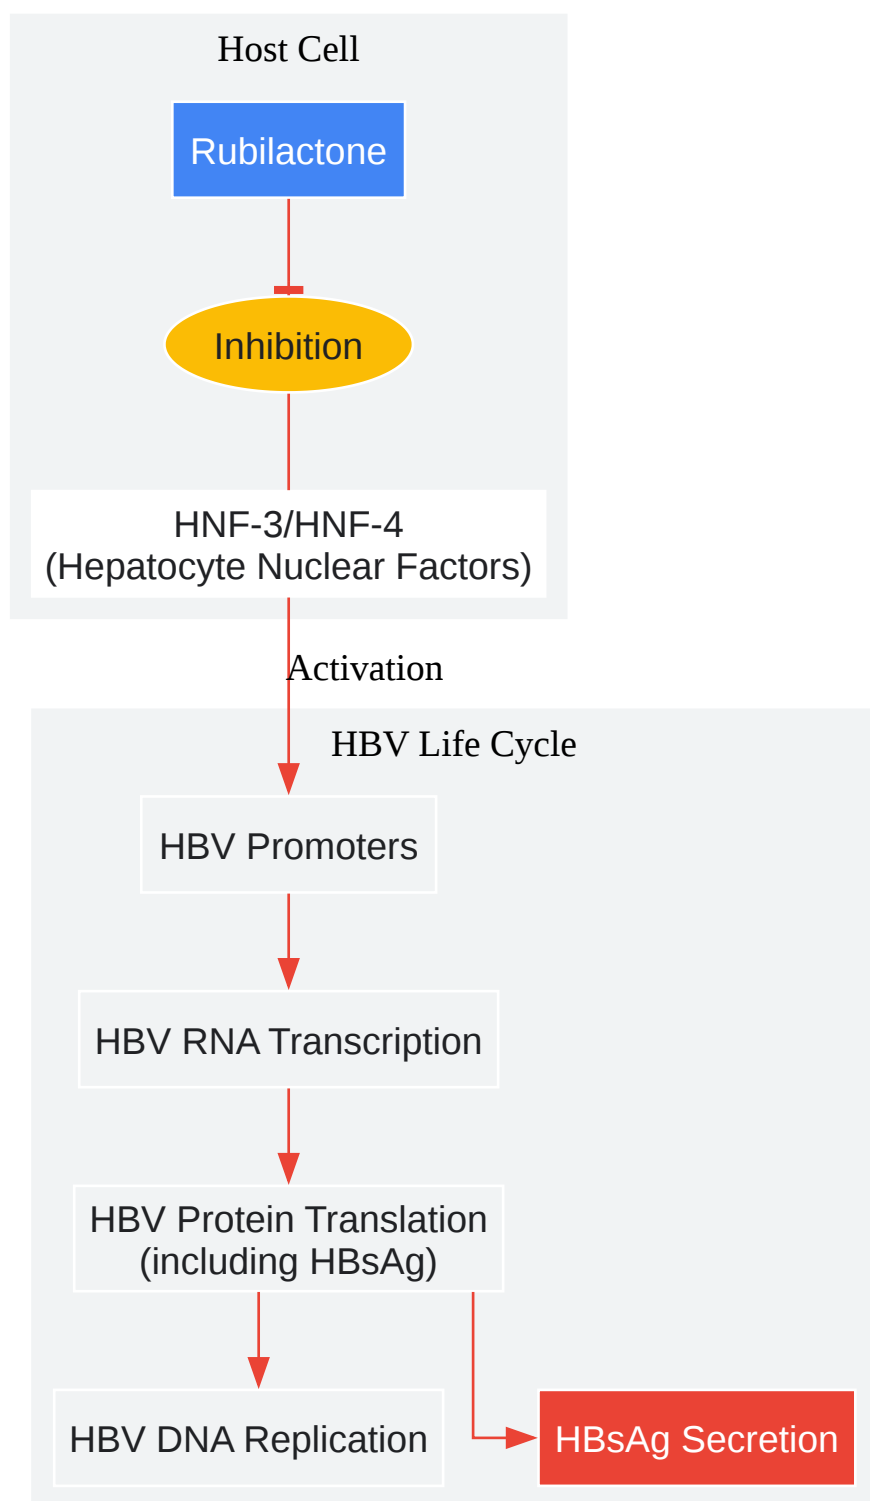 Host Cell
Rubilactone
Inhibition
HNF-3/HNF-4
(Hepatocyte Nuclear Factors)
Activation
HBV Life Cycle
HBV Promoters
HBV RNA Transcription
HBV Protein Translation
(including HBsAg)
HBV DNA Replication
HBsAg Secretion